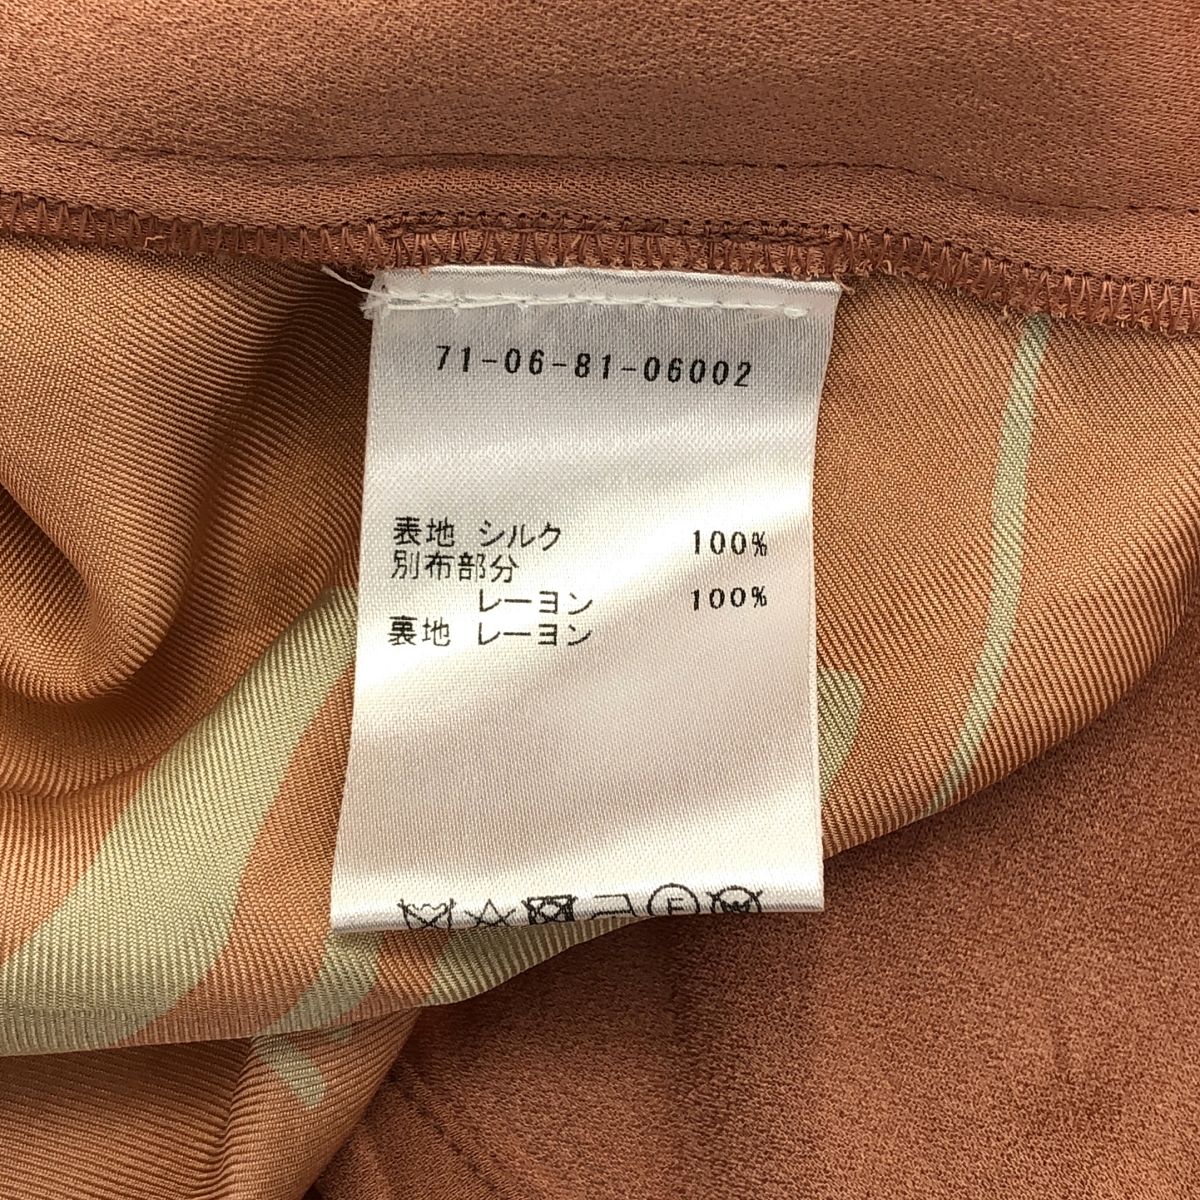 71-06-81-06002
表地 シルク 100%
別布部分
レーヨン 100%
裏地 レーヨン
F